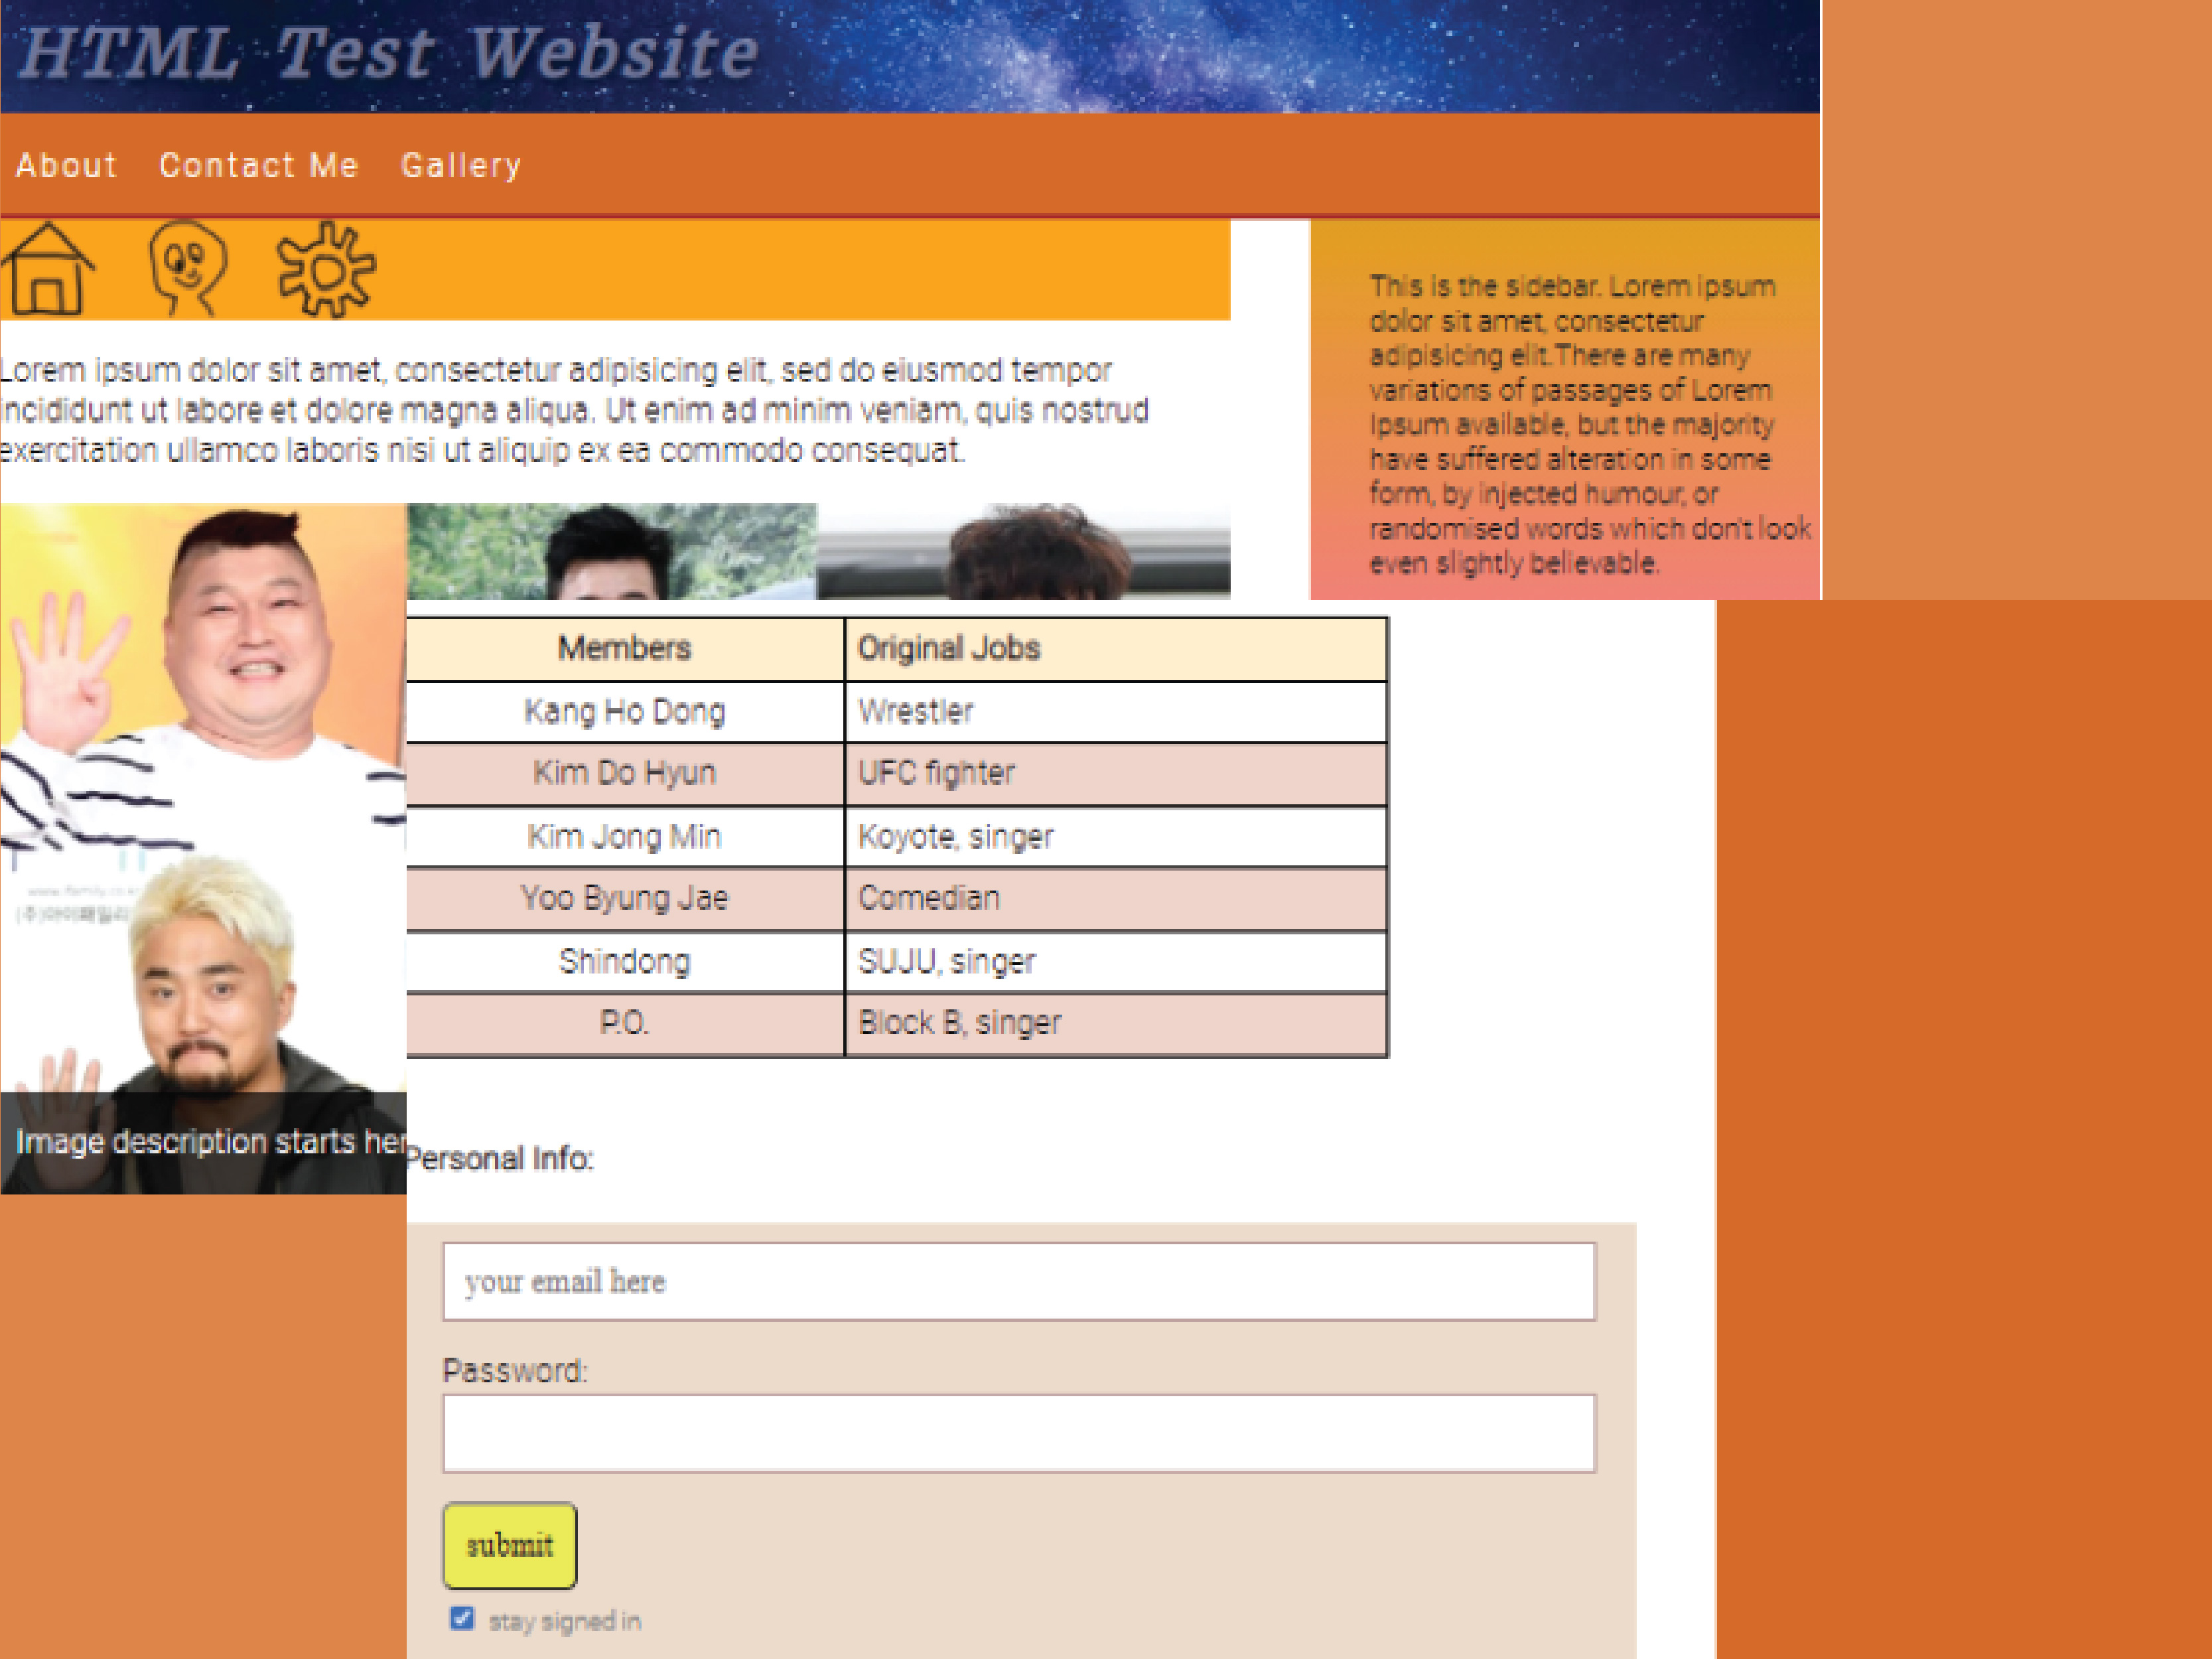 HTML Test Website
About Contact Me Gallery
Lorem ipsum dolor sit amet, consectetur adipisicing elit, sed do eiusmod tempor
incididunt ut labore et dolore magna aliqua. Ut enim ad minim veniam, quis nostrud
exercitation ullamco laboris nisi ut aliquip ex ea commodo consequat.
This is the sidebar. Lorem ipsum
dolor sit amet, consectetur
adipisicing elit.There are many
variations of passages of Lorem
Ipsum available, but the majority
have suffered alteration in some
form, by injected humour, or
randomised words which don't look
even slightly believable.
Members Original Jobs
Kang Ho Dong Wrestler
Kim Do Hyun UFC fighter
Kim Jong Min Koyote, singer
Yoo Byung Jae Comedian
Shindong SUJU, singer
P.O. Block B, singer
Image description starts her
Personal Info:
your email here
Password:
submit
stay signed in